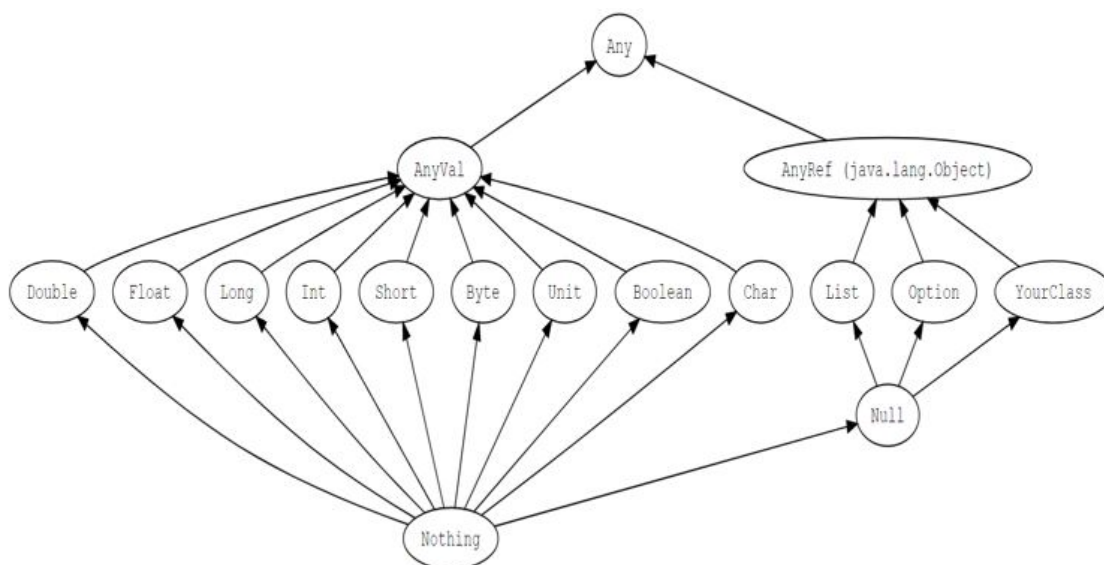 Any
AnyVal
AnyRef (java.lang.Object)
Double
Float
Long
Int
Short
Byte
Unit
Boolean
Char
List
Option
YourClass
Null
Nothing